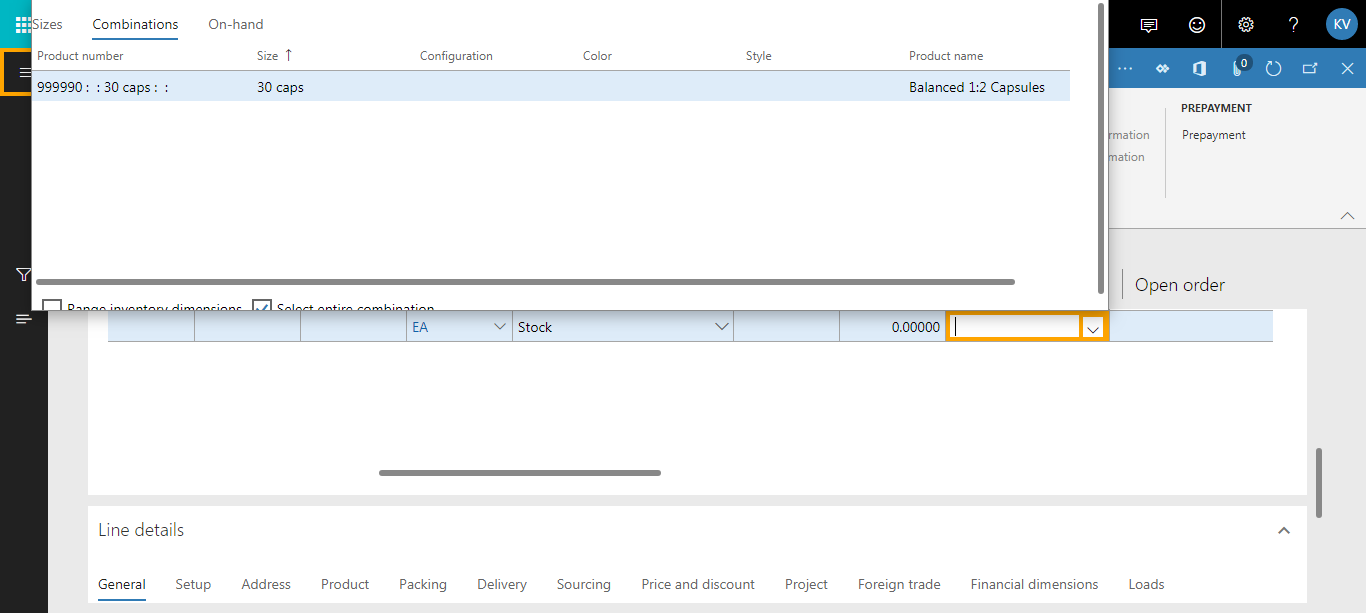 Sizes Combinations On-hand
Product number Size ↑ Configuration Color Style Product name
999990 : : 30 caps : : 30 caps Balanced 1:2 Capsules
Range inventory dimensions Select entire combination
KV
0
PREPAYMENT
rmation Prepayment
mation
Open order
EA Stock 0.00000
Line details
General Setup Address Product Packing Delivery Sourcing Price and discount Project Foreign trade Financial dimensions Loads